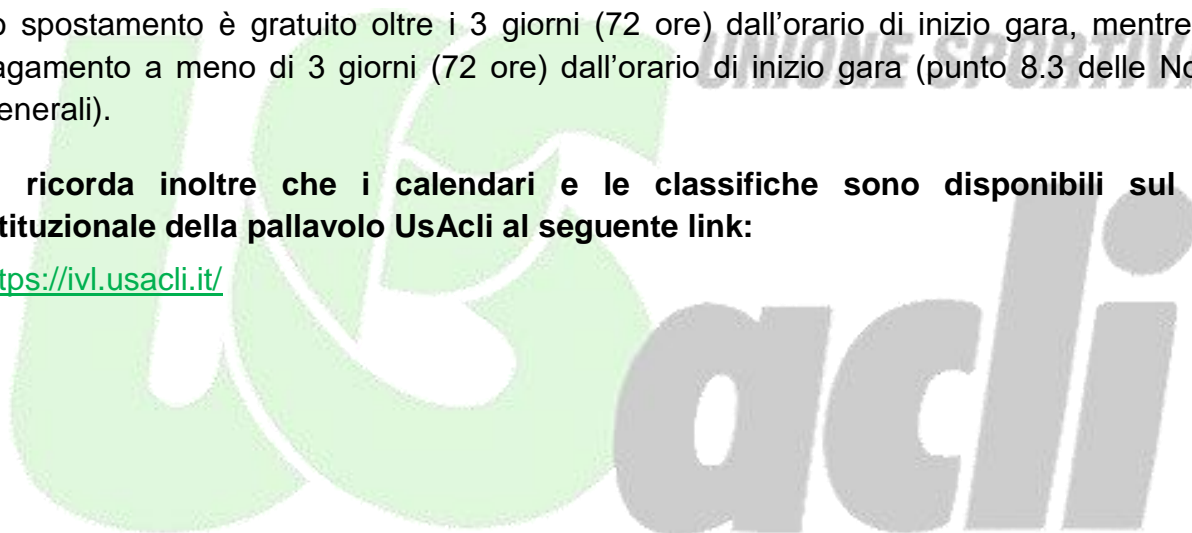 o spostamento è gratuito oltre i 3 giorni (72 ore) dall'orario di inizio gara, mentre
agamento a meno di 3 giorni (72 ore) dall'orario di inizio gara (punto 8.3 delle No
enerali).
ricorda inoltre che i calendari e le classifiche sono disponibili sul
tituzionale della pallavolo UsAcli al seguente link:
tps://ivl.usacli.it/
UNIONE SPORTIV
US
acli